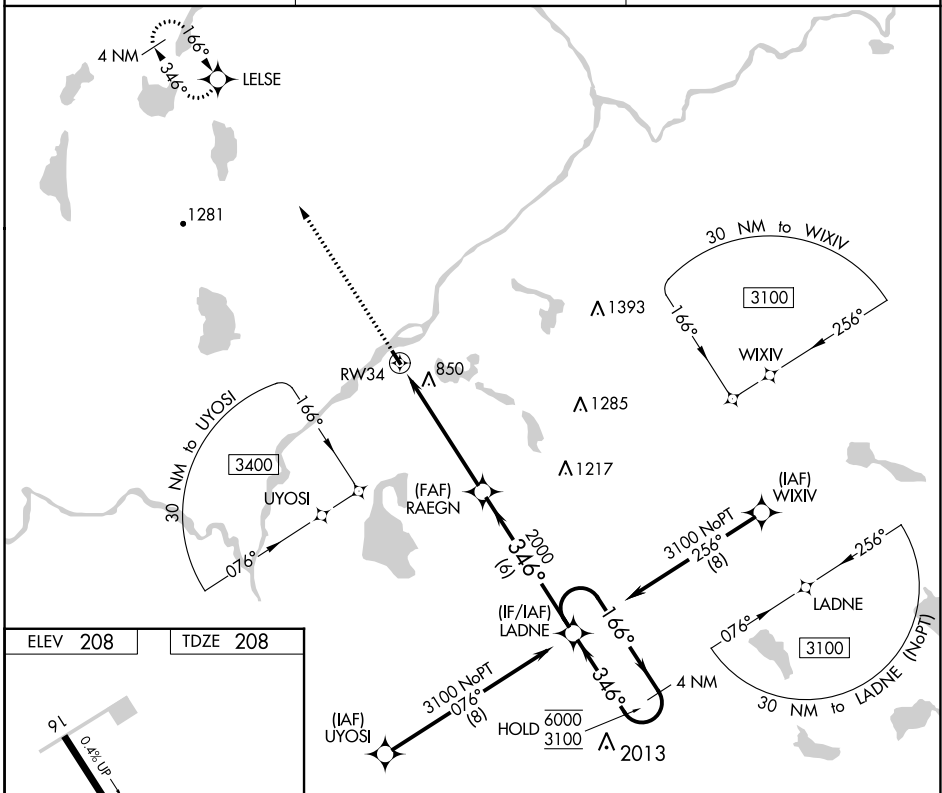 4 NM
166°
346°
LELSE
1281
30 NM to WIXIV
3100
166°
256°
WIXIV
1393
RW34
850
1285
1217
30 NM to UYOSI
166°
3400
UYOSI
076°
(FAF)
RAEGN
2000
346°
(6)
(IAF)
WIXIV
3100 NoPT
256°
(8)
(IF/IAF)
LADNE
166°
346°
4 NM
HOLD
6000
3100
2013
256°
LADNE
076°
3100
30 NM to LADNE (NoPT)
3100 NoPT
076°
(8)
(IAF)
UYOSI
ELEV 208
TDZE 208
16
0.4% UP